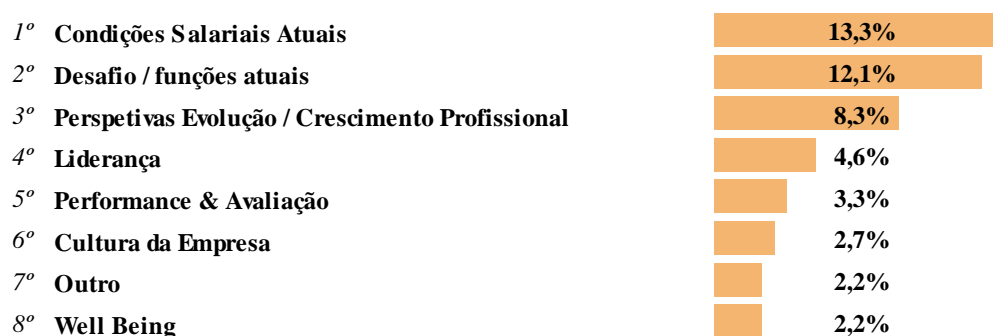 1º Condições Salariais Atuais 13,3%
2º Desafio / funções atuais 12,1%
3º Perspetivas Evolução / Crescimento Profissional 8,3%
4º Liderança 4,6%
5º Performance & Avaliação 3,3%
6º Cultura da Empresa 2,7%
7º Outro 2,2%
8º Well Being 2,2%